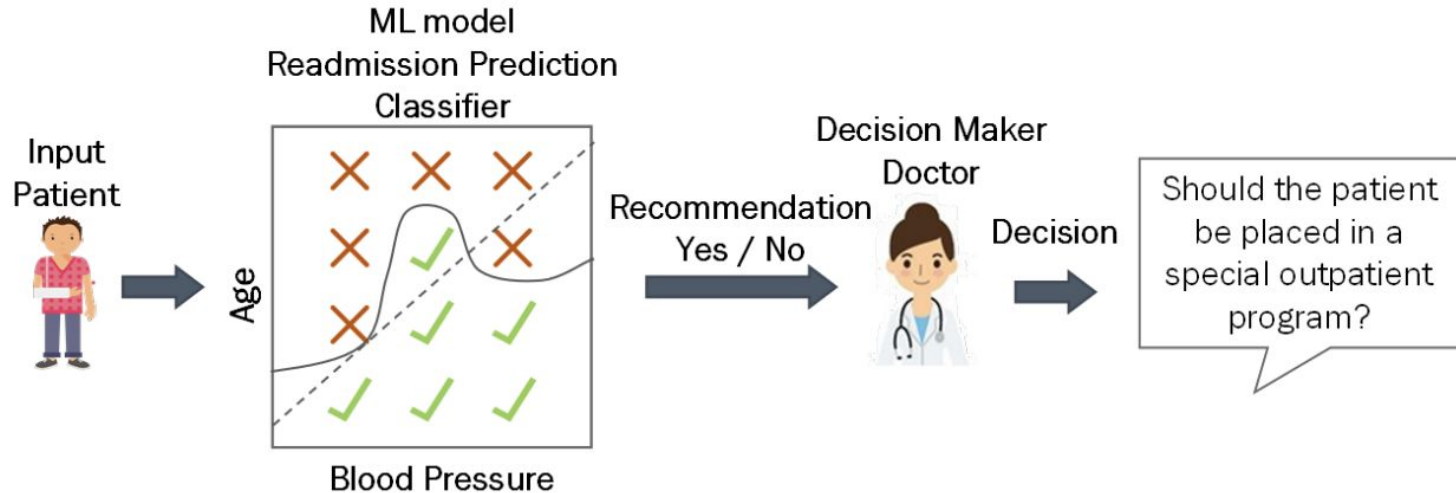 ML model
Readmission Prediction
Classifier
Input
Patient
Age
Blood Pressure
Recommendation
Yes / No
Decision Maker
Doctor
Decision
Should the patient
be placed in a
special outpatient
program?